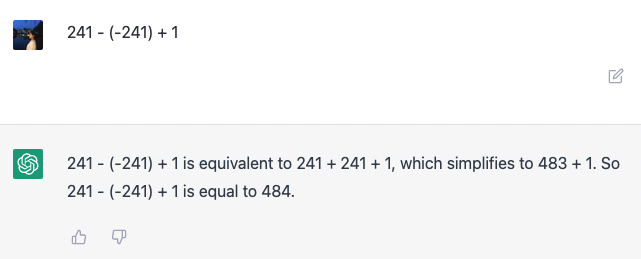 241 - (-241) + 1
241 - (-241) + 1 is equivalent to 241 + 241 + 1, which simplifies to 483 + 1. So
241 - (-241) + 1 is equal to 484.